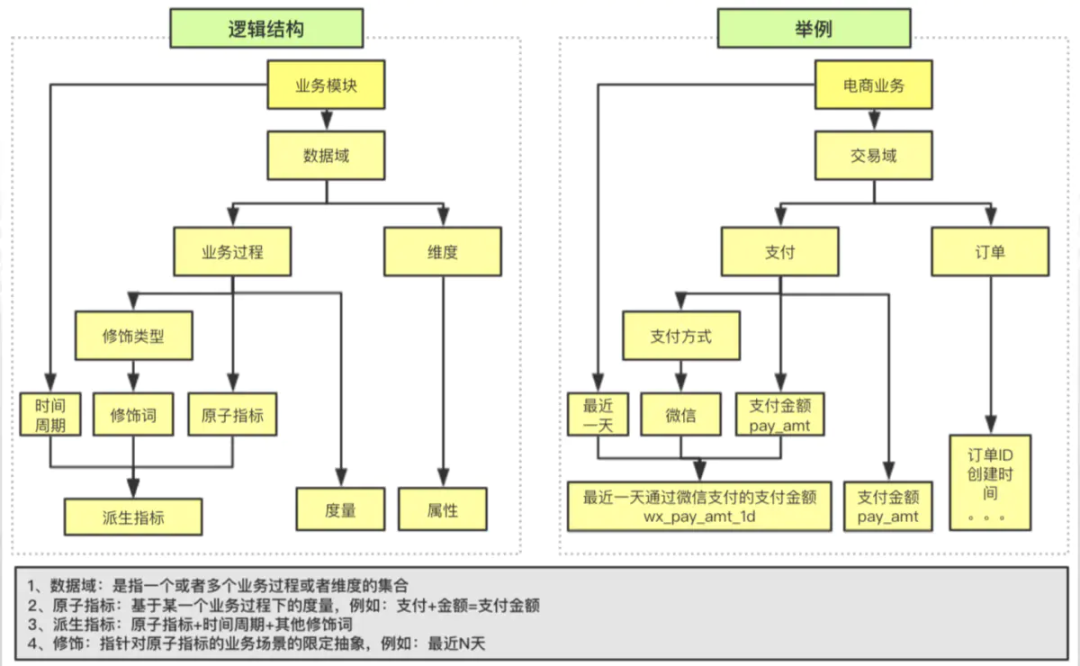 逻辑结构
业务模块
数据域
业务过程
维度
修饰类型
时间
周期
修饰词
原子指标
派生指标
度量
属性
举例
电商业务
交易域
支付
订单
支付方式
最近
一天
微信
支付金额
pay_amt
最近一天通过微信支付的支付金额
wx_pay_amt_1d
支付金额
pay_amt
订单ID
创建时
间
。。。
1、数据域：是指一个或者多个业务过程或者维度的集合
2、原子指标：基于某一个业务过程下的度量，例如：支付+金额=支付金额
3、派生指标：原子指标+时间周期+其他修饰词
4、修饰：指针对原子指标的业务场景的限定抽象，例如：最近N天